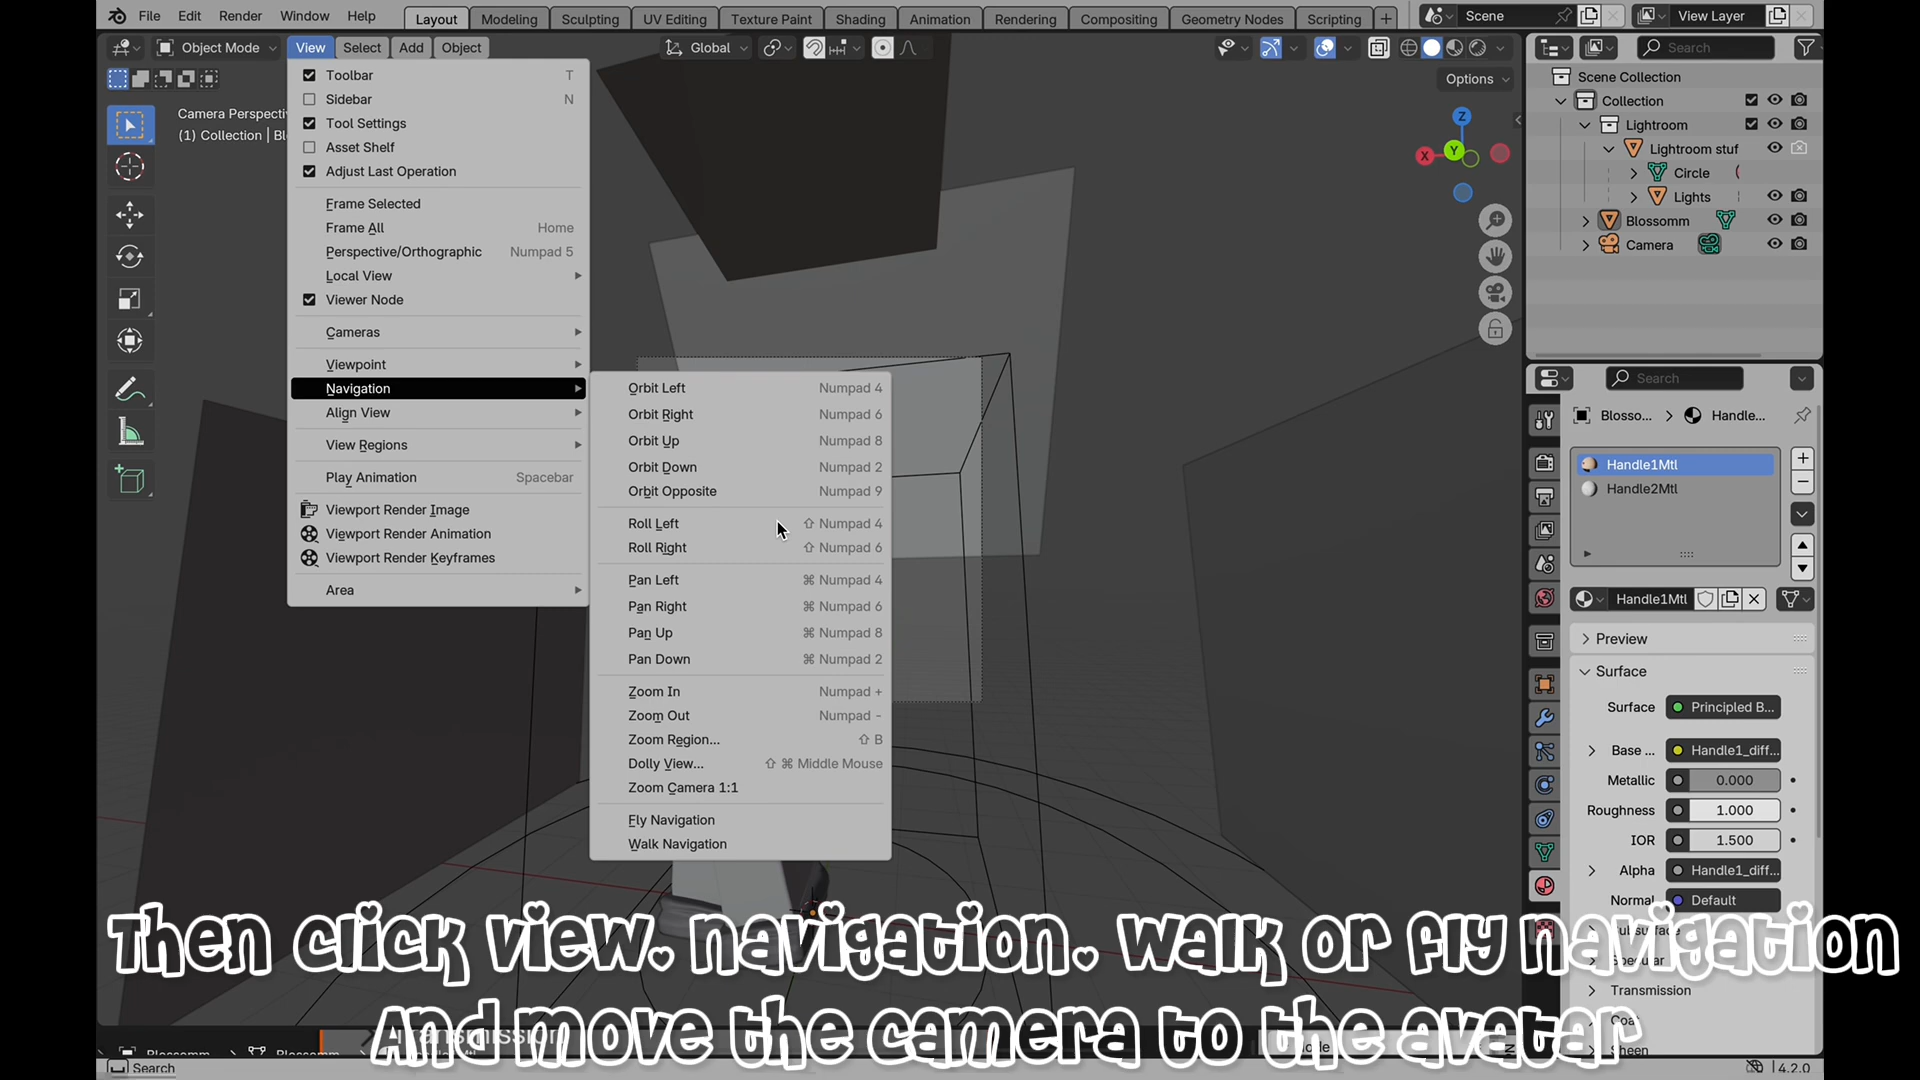 File Edit Render Window Help Layout Modeling Sculpting UV Editing Texture Paint Shading Animation Rendering Compositing Geometry Nodes Scripting + Scene View Layer
Object Mode View Select Add Object Global Search
Options
Camera Perspecti
(1) Collection | Bl
Toolbar T
Sidebar N
Tool Settings
Asset Shelf
Adjust Last Operation
Frame Selected
Frame All Home
Perspective/Orthographic Numpad 5
Local View
Viewer Node
Cameras
Viewpoint
Navigation
Align View
View Regions
Play Animation Spacebar
Viewport Render Image
Viewport Render Animation
Viewport Render Keyframes
Area
Orbit Left Numpad 4
Orbit Right Numpad 6
Orbit Up Numpad 8
Orbit Down Numpad 2
Orbit Opposite Numpad 9
Roll Left ⇧ Numpad 4
Roll Right ⇧ Numpad 6
Pan Left ⌘ Numpad 4
Pan Right ⌘ Numpad 6
Pan Up ⌘ Numpad 8
Pan Down ⌘ Numpad 2
Zoom In Numpad +
Zoom Out Numpad -
Zoom Region... ⇧ B
Dolly View... ⇧ ⌘ Middle Mouse
Zoom Camera 1:1
Fly Navigation
Walk Navigation
Z
X Y
Scene Collection
Collection
Lightroom
Lightroom stuf
Circle
Lights
Blossomm
Camera
Search
Blosso... > Handle...
Handle1Mtl
Handle2Mtl
Handle1Mtl
Preview
Surface
Surface Principled B...
Base ... Handle1_diff...
Metallic 0.000
Roughness 1.000
IOR 1.500
Alpha Handle1_diff...
Normal Default
Subsurface
Specular
Transmission
Coat
Sheen
Then click view. navigation. walk or fly navigation
And move the camera to the avatar
Transmission
Blossomm Blossomm
Search 4.2.0